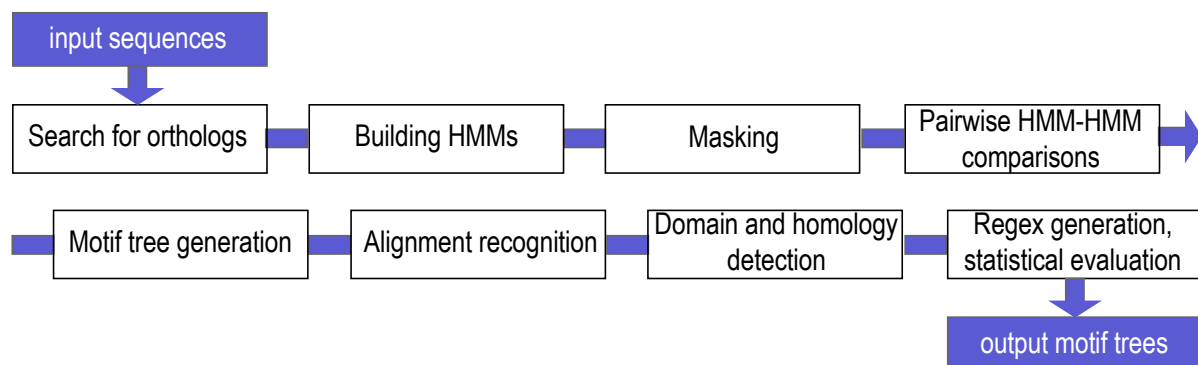 input sequences
Search for orthologs
Building HMMs
Masking
Pairwise HMM-HMM
comparisons
Motif tree generation
Alignment recognition
Domain and homology
detection
Regex generation,
statistical evaluation
output motif trees